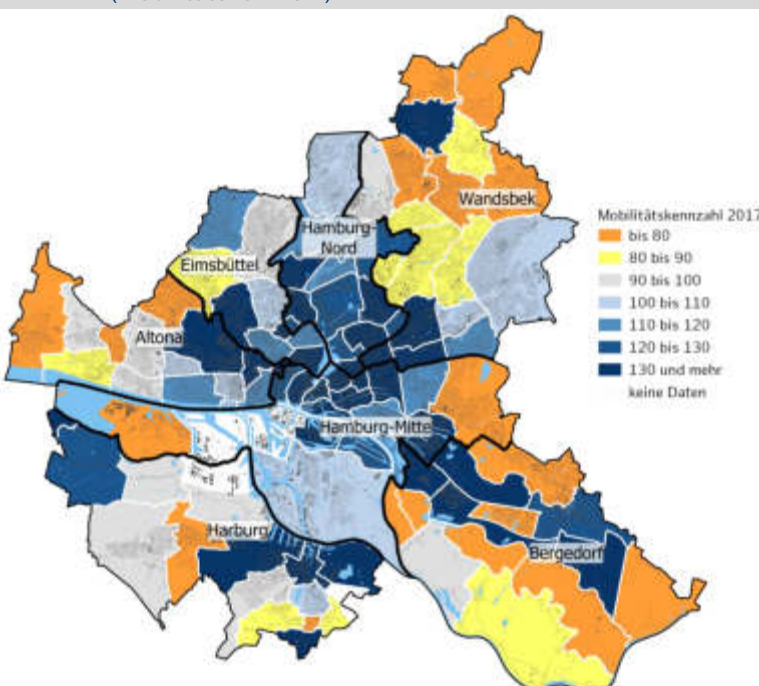 Wandsbek
Hamburg-
Nord
Eimsbüttel
Altona
Hamburg-Mitte
Harburg
Bergedorf
Mobilitätskennzahl 2017
bis 80
80 bis 90
90 bis 100
100 bis 110
110 bis 120
120 bis 130
130 und mehr
keine Daten